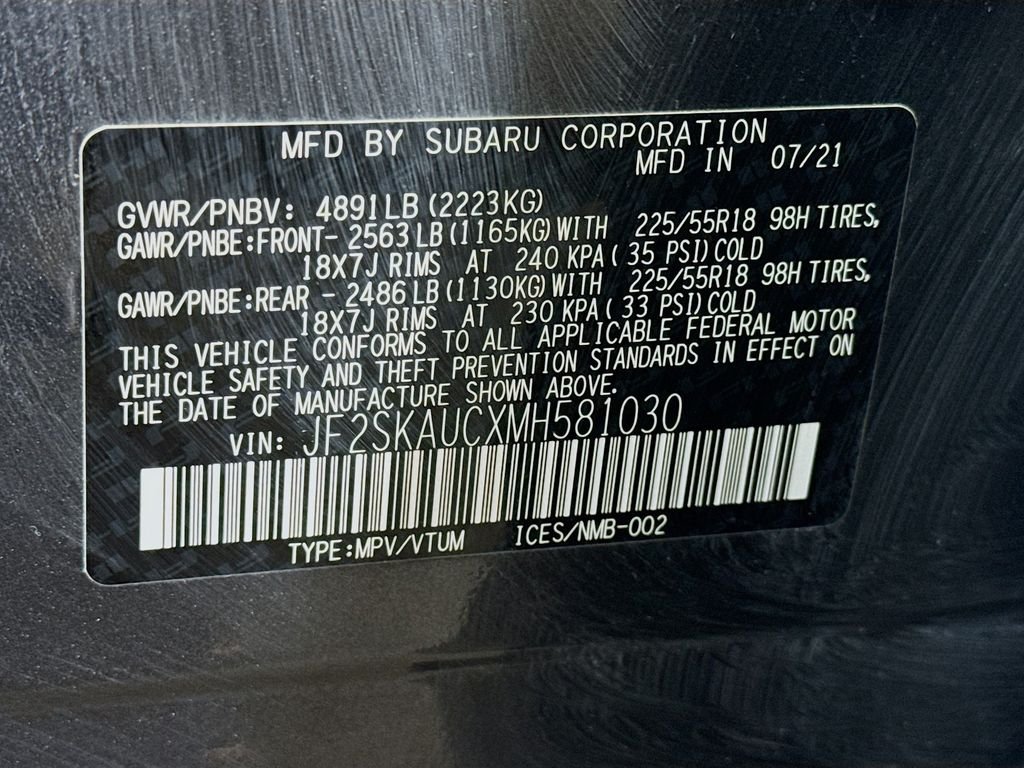 MFD BY SUBARU CORPORATION
MFD IN 07/21
GVWR/PNBV: 4891LB (2223KG)
GAWR/PNBE:FRONT- 2563 LB (1165KG) WITH 225/55R18 98H TIRES,
18X7J RIMS AT 240 KPA ( 35 PSI) COLD
GAWR/PNBE:REAR - 2486 LB (1130KG) WITH 225/55R18 98H TIRES,
18X7J RIMS AT 230 KPA ( 33 PSI) COLD
THIS VEHICLE CONFORMS TO ALL APPLICABLE FEDERAL MOTOR
VEHICLE SAFETY AND THEFT PREVENTION STANDARDS IN EFFECT ON
THE DATE OF MANUFACTURE SHOWN ABOVE.
VIN: JF2SKAUCXMH581030
TYPE:MPV/VTUM ICES/NMB-002